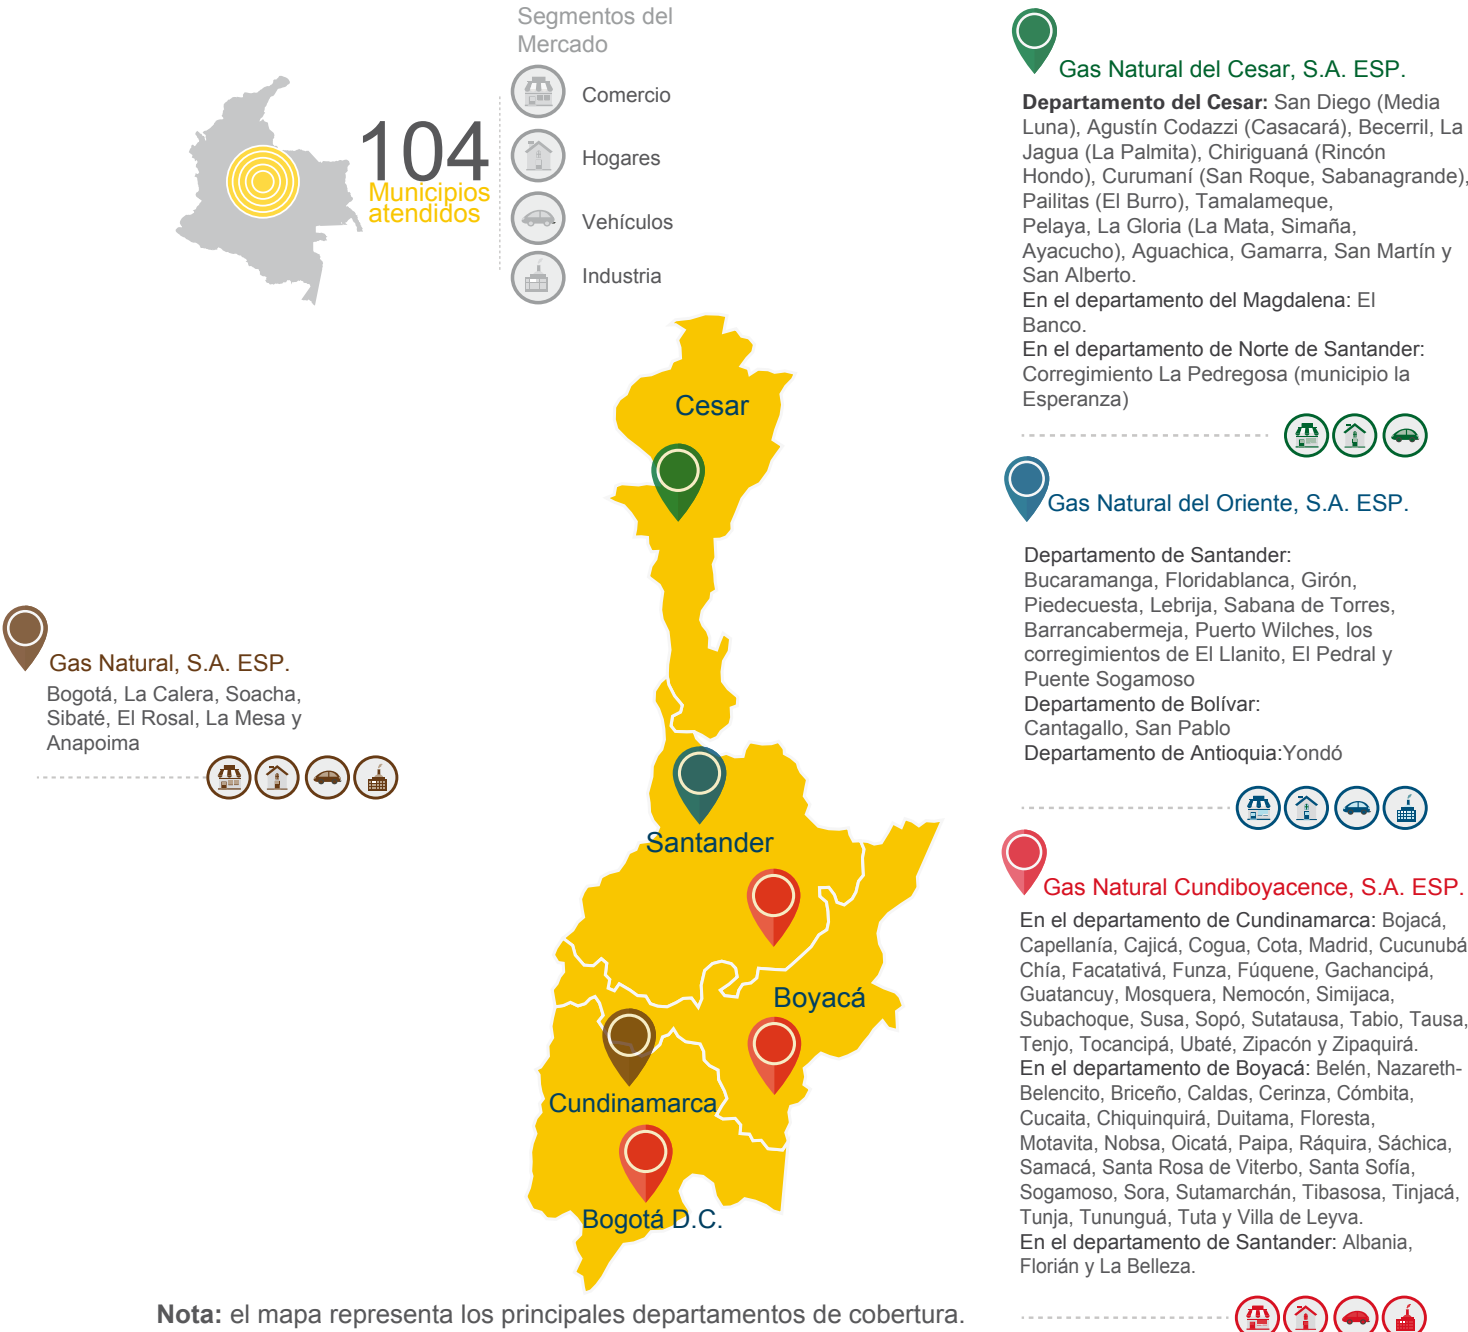 Segmentos del
Mercado
Comercio
Hogares
Vehículos
Industria
104
Municipios
atendidos
Gas Natural del Cesar, S.A. ESP.
Departamento del Cesar: San Diego (Media
Luna), Agustín Codazzi (Casacará), Becerril, La
Jagua (La Palmita), Chiriguaná (Rincón
Hondo), Curumaní (San Roque, Sabanagrande),
Pailitas (El Burro), Tamalameque,
Pelaya, La Gloria (La Mata, Simaña,
Ayacucho), Aguachica, Gamarra, San Martín y
San Alberto.
En el departamento del Magdalena: El
Banco.
En el departamento de Norte de Santander:
Corregimiento La Pedregosa (municipio la
Esperanza)
Gas Natural del Oriente, S.A. ESP.
Departamento de Santander:
Bucaramanga, Floridablanca, Girón,
Piedecuesta, Lebrija, Sabana de Torres,
Barrancabermeja, Puerto Wilches, los
corregimientos de El Llanito, El Pedral y
Puente Sogamoso
Departamento de Bolívar:
Cantagallo, San Pablo
Departamento de Antioquia:Yondó
Gas Natural Cundiboyacence, S.A. ESP.
En el departamento de Cundinamarca: Bojacá,
Capellanía, Cajicá, Cogua, Cota, Madrid, Cucunubá
Chía, Facatativá, Funza, Fúquene, Gachancipá,
Guatancuy, Mosquera, Nemocón, Simijaca,
Subachoque, Susa, Sopó, Sutatausa, Tabio, Tausa,
Tenjo, Tocancipá, Ubaté, Zipacón y Zipaquirá.
En el departamento de Boyacá: Belén, Nazareth-
Belencito, Briceño, Caldas, Cerinza, Cómbita,
Cucaita, Chiquinquirá, Duitama, Floresta,
Motavita, Nobsa, Oicatá, Paipa, Ráquira, Sáchica,
Samacá, Santa Rosa de Viterbo, Santa Sofía,
Sogamoso, Sora, Sutamarchán, Tibasosa, Tinjacá,
Tunja, Tununguá, Tuta y Villa de Leyva.
En el departamento de Santander: Albania,
Florián y La Belleza.
Gas Natural, S.A. ESP.
Bogotá, La Calera, Soacha,
Sibaté, El Rosal, La Mesa y
Anapoima
Cesar
Santander
Boyacá
Cundinamarca
Bogotá D.C.
Nota: el mapa representa los principales departamentos de cobertura.